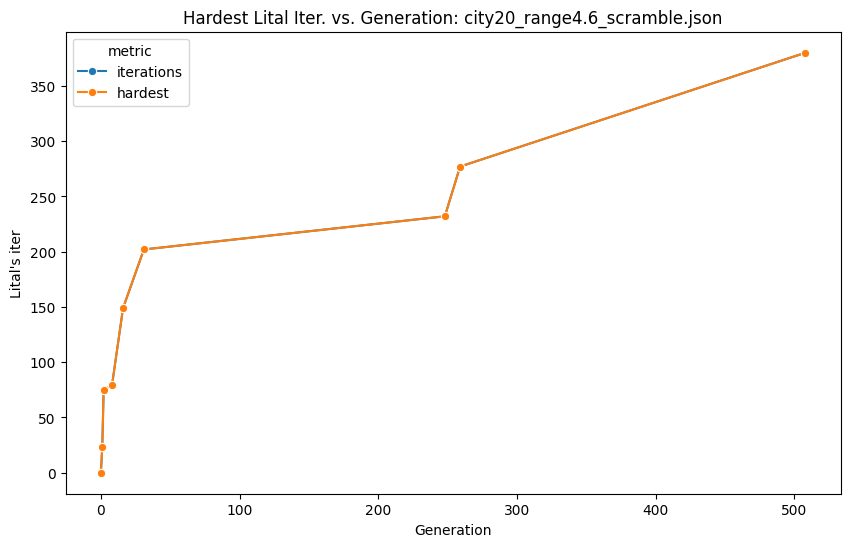 Hardest Lital Iter. vs. Generation: city20_range4.6_scramble.json
metric
iterations
hardest
Lital's iter
350
300
250
200
150
100
50
0
0 100 200 300 400 500
Generation